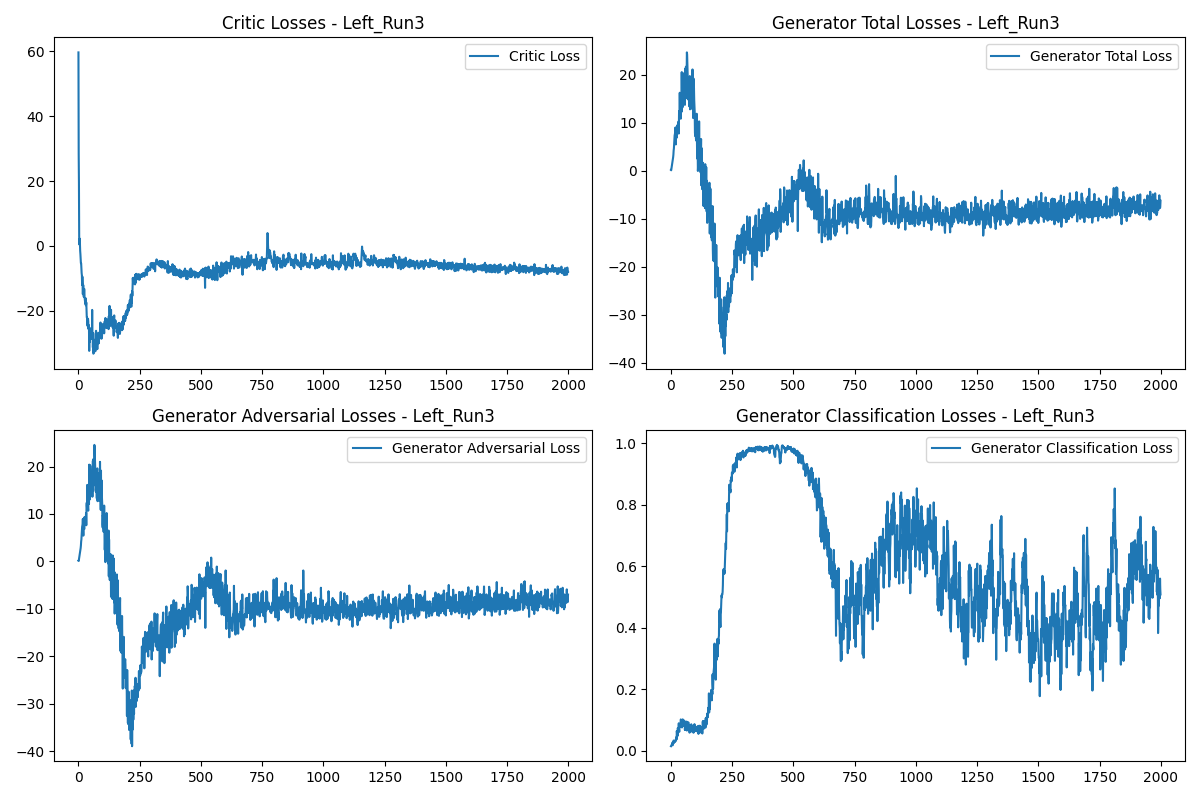 Critic Losses - Left_Run3
Critic Loss
60
40
20
0
−20
0 250 500 750 1000 1250 1500 1750 2000
Generator Total Losses - Left_Run3
Generator Total Loss
20
10
0
−10
−20
−30
−40
0 250 500 750 1000 1250 1500 1750 2000
Generator Adversarial Losses - Left_Run3
Generator Adversarial Loss
20
10
0
−10
−20
−30
−40
0 250 500 750 1000 1250 1500 1750 2000
Generator Classification Losses - Left_Run3
Generator Classification Loss
1.0
0.8
0.6
0.4
0.2
0.0
0 250 500 750 1000 1250 1500 1750 2000